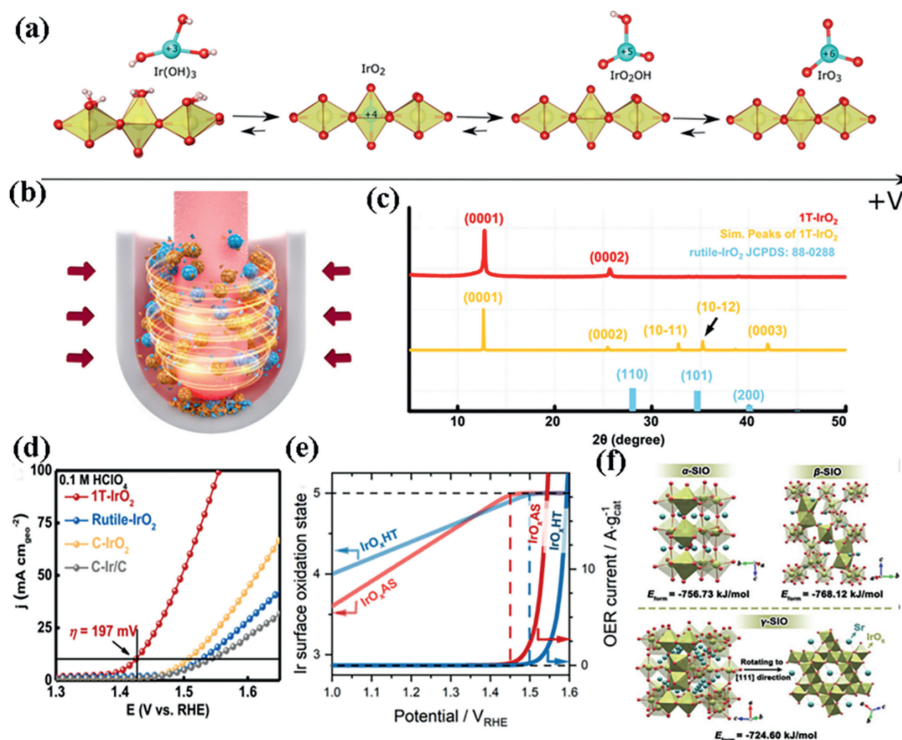 (a)
+3
Ir(OH)3
IrO2
+4
+5
IrO2OH
+6
IrO3
+V
(b)
(c)
(0001)
1T-IrO2
Sim. Peaks of 1T-IrO2
rutile-IrO2 JCPDS: 88-0288
(0002)
(0001)
(10-12)
(0002)
(10-11)
(0003)
(110)
(101)
(200)
10
20
30
40
50
2θ (degree)
(d)
0.1 M HClO4
1T-IrO2
Rutile-IrO2
C-IrO2
C-Ir/C
η = 197 mV
100
75
50
25
10
0
j (mA cmgeo-2)
1.3
1.4
1.5
1.6
E (V vs. RHE)
(e)
Ir surface oxidation state
5
4
3
IrOxHT
IrOxAS
IrOxAS
IrOxHT
10
0
OER current / A·g-1cat
1.0
1.1
1.2
1.3
1.4
1.5
1.6
Potential / VRHE
(f)
α-SIO
β-SIO
Eform = -756.73 kJ/mol
Eform = -768.12 kJ/mol
γ-SIO
Sr
IrO6
Rotating to
[111] direction
Eform = -724.60 kJ/mol